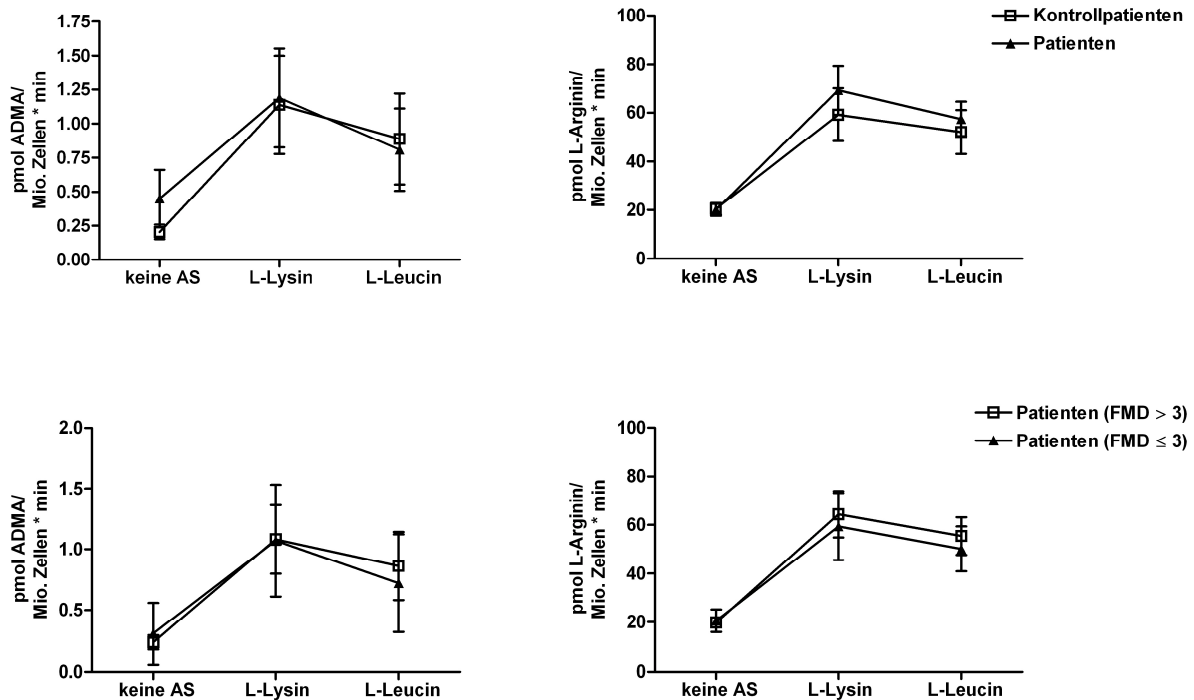 pmol ADMA/
Mio. Zellen * min
1.75
1.50
1.25
1.00
0.75
0.50
0.25
0.00
keine AS L-Lysin L-Leucin
pmol L-Arginin/
Mio. Zellen * min
100
80
60
40
20
0
keine AS L-Lysin L-Leucin
Kontrollpatienten
Patienten
pmol ADMA/
Mio. Zellen * min
2.0
1.5
1.0
0.5
0.0
keine AS L-Lysin L-Leucin
pmol L-Arginin/
Mio. Zellen * min
100
80
60
40
20
0
keine AS L-Lysin L-Leucin
Patienten (FMD > 3)
Patienten (FMD ≤ 3)